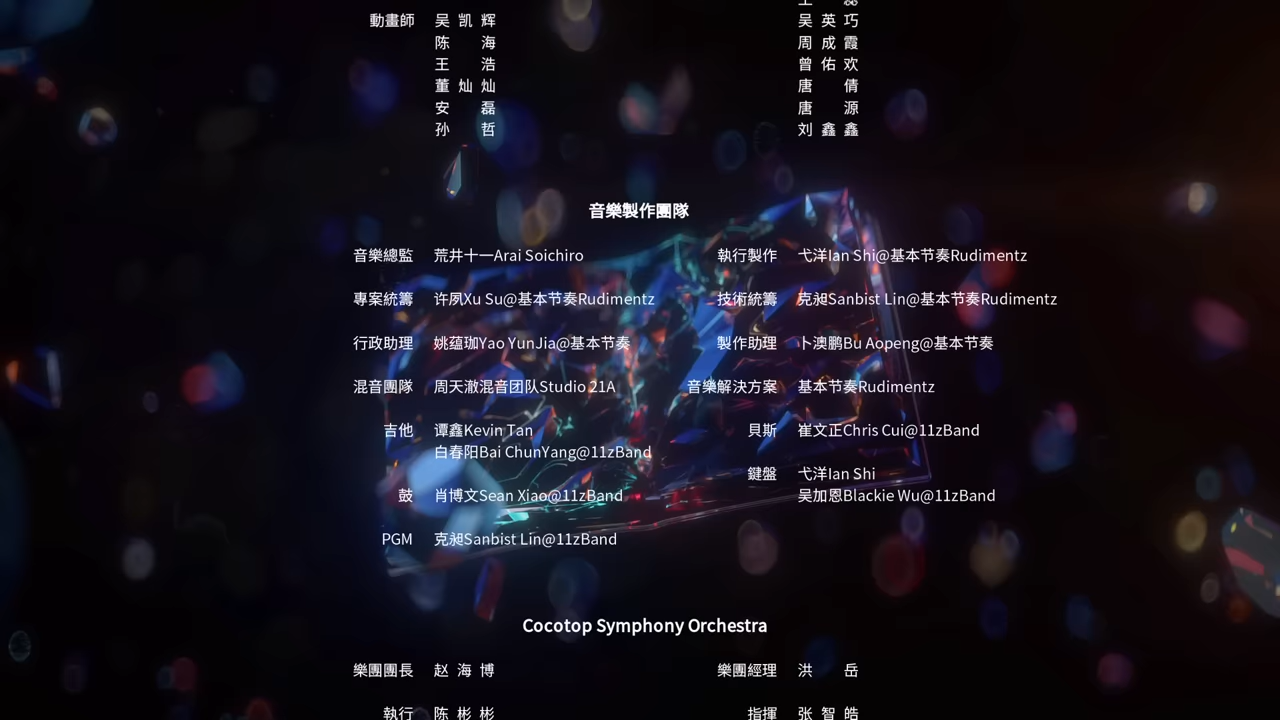 動畫師 吴凯辉 吴英巧
陈海 周成霞
王浩 曾佑欢
董灿灿 唐倩
安磊 唐源
孙哲 刘鑫鑫
音樂製作團隊
音樂總監 荒井十一Arai Soichiro 執行製作 弋洋Ian Shi@基本节奏Rudimentz
專案統籌 许夙Xu Su@基本节奏Rudimentz 技術統籌 克昶Sanbist Lin@基本节奏Rudimentz
行政助理 姚蕴珈Yao YunJia@基本节奏 製作助理 卜澳鹏Bu Aopeng@基本节奏
混音團隊 周天澈混音团队Studio 21A 音樂解決方案 基本节奏Rudimentz
吉他 谭鑫Kevin Tan 貝斯 崔文正Chris Cui@11zBand
白春阳Bai ChunYang@11zBand
鍵盤 弋洋Ian Shi
鼓 肖博文Sean Xiao@11zBand 吴加恩Blackie Wu@11zBand
PGM 克昶Sanbist Lin@11zBand
Cocotop Symphony Orchestra
樂團團長 赵海博 樂團經理 洪岳
執行 陈彬彬 指揮 张智皓